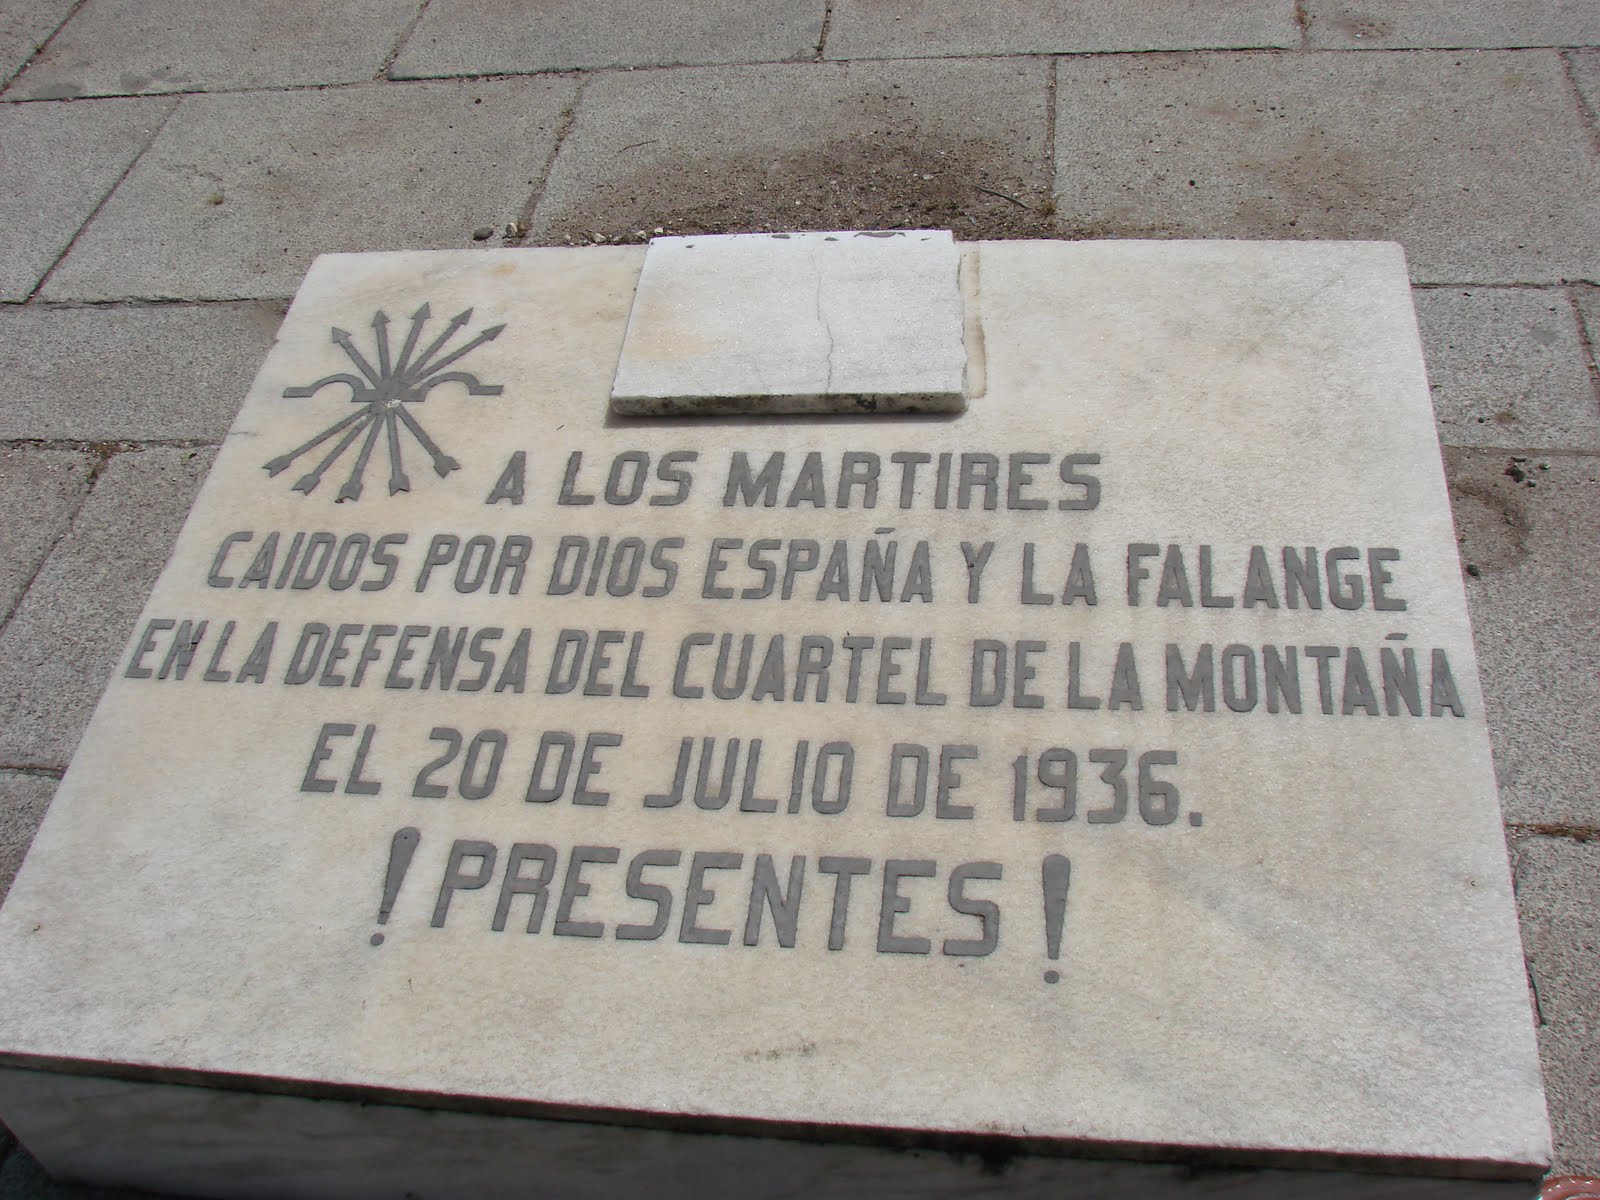 A LOS MARTIRES
CAIDOS POR DIOS ESPAÑA Y LA FALANGE
EN LA DEFENSA DEL CUARTEL DE LA MONTAÑA
EL 20 DE JULIO DE 1936.
!PRESENTES!